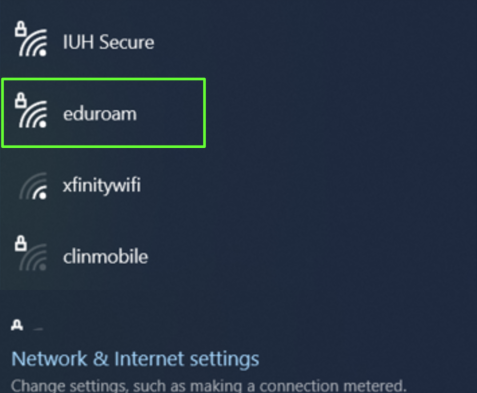 IUH Secure
eduroam
xfinitywifi
clinmobile
Network & Internet settings
Change settings, such as making a connection metered.